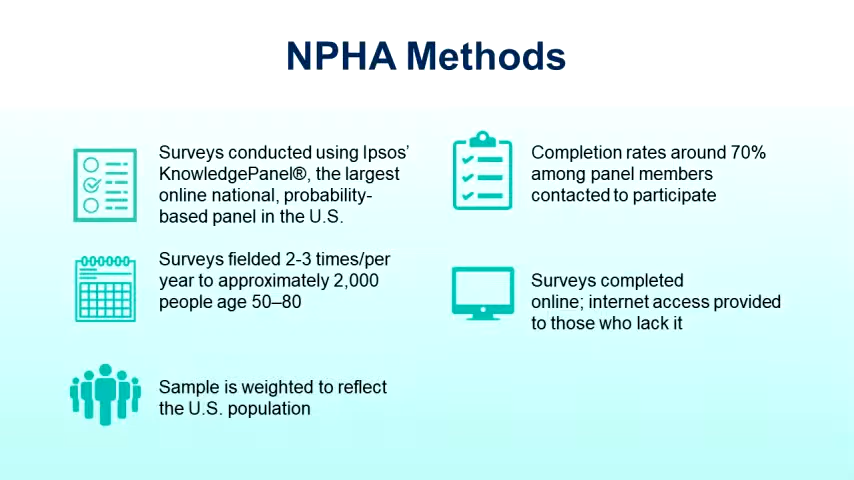 NPHA Methods
Surveys conducted using Ipsos'
KnowledgePanel®, the largest
online national, probability-
based panel in the U.S.
Surveys fielded 2-3 times/per
year to approximately 2,000
people age 50–80
Sample is weighted to reflect
the U.S. population
Completion rates around 70%
among panel members
contacted to participate
Surveys completed
online; internet access provided
to those who lack it